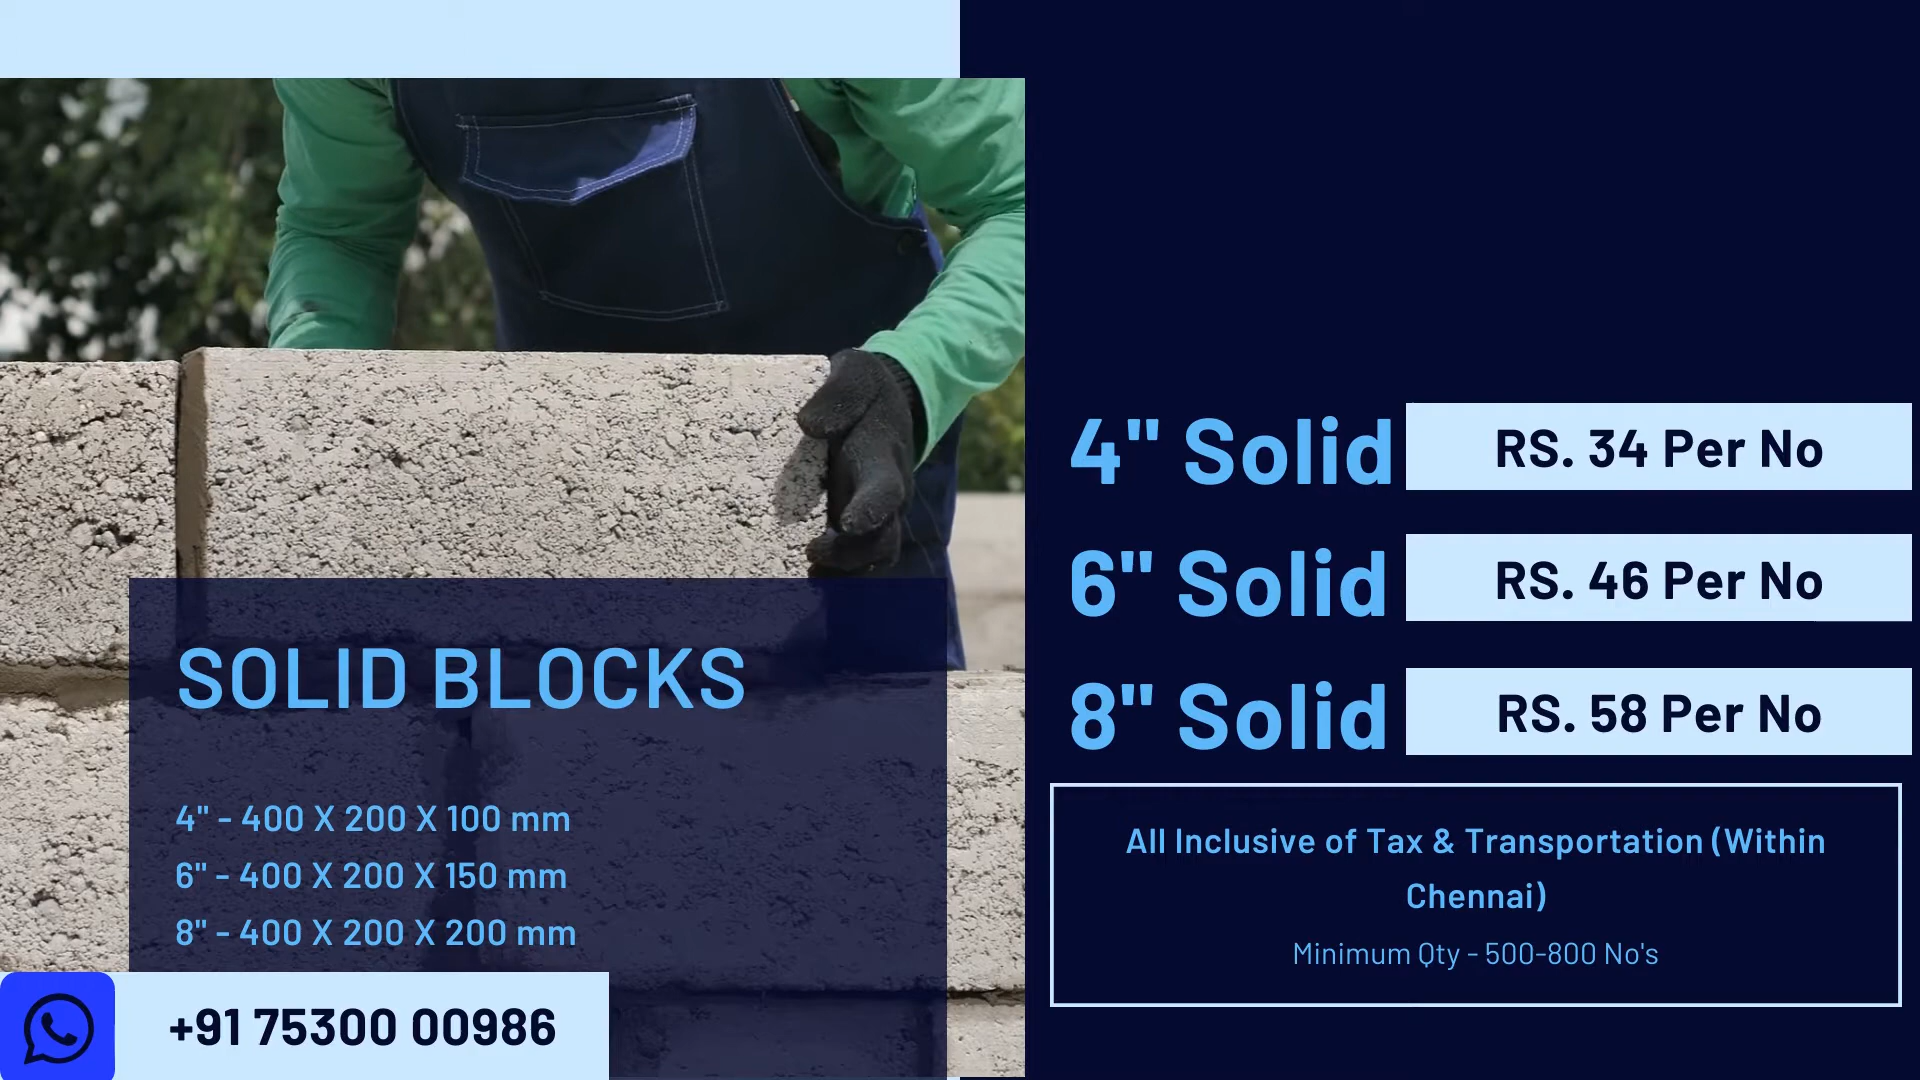 SOLID BLOCKS
4" - 400 X 200 X 100 mm
6" - 400 X 200 X 150 mm
8" - 400 X 200 X 200 mm
+91 75300 00986
4" Solid RS. 34 Per No
6" Solid RS. 46 Per No
8" Solid RS. 58 Per No
All Inclusive of Tax & Transportation (Within
Chennai)
Minimum Qty - 500-800 No's